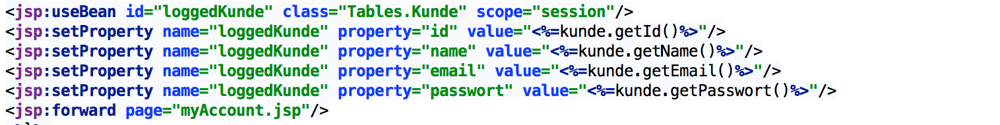 <jsp:useBean id="loggedKunde" class="Tables.Kunde" scope="session"/>
<jsp:setProperty name="loggedKunde" property="id" value="<%=kunde.getId()%>"/>
<jsp:setProperty name="loggedKunde" property="name" value="<%=kunde.getName()%>"/>
<jsp:setProperty name="loggedKunde" property="email" value="<%=kunde.getEmail()%>"/>
<jsp:setProperty name="loggedKunde" property="passwort" value="<%=kunde.getPasswort()%>"/>
<jsp:forward page="myAccount.jsp"/>